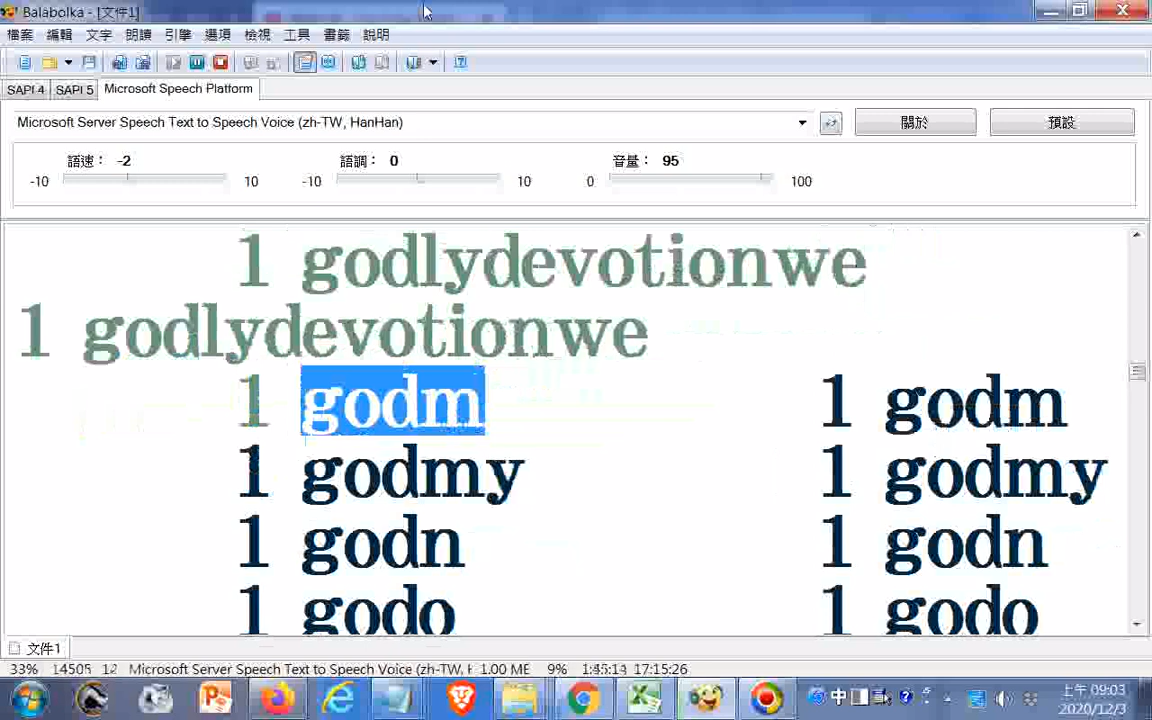 Balabolka - [文件1]
檔案 編輯 文字 朗讀 引擎 選項 檢視 工具 書籤 說明
SAPI 4 SAPI 5 Microsoft Speech Platform
Microsoft Server Speech Text to Speech Voice (zh-TW, HanHan) 關於 預設
語速： -2 語調： 0 音量： 95
-10 10 -10 10 0 100
1 godlydevotionwe
1 godlydevotionwe
1 godm 1 godm
1 godmy 1 godmy
1 godn 1 godn
1 godo 1 godo
文件1
33% 14505 12 Microsoft Server Speech Text to Speech Voice (zh-TW, 1.00 ME 9% 1:45:14 17:15:26
中 上午 09:03
2020/12/3